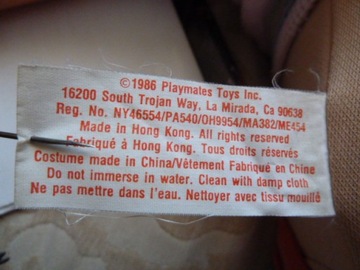 ©1986 Playmates Toys Inc.
16200 South Trojan Way, La Mirada, Ca 90638
Reg. No. NY46554/PA540/OH9954/MA382/ME454
Made in Hong Kong. All rights reserved
Fabriqué à Hong Kong. Tous droits réservés
Costume made in China/Vêtement Fabriqué en Chine
Do not immerse in water. Clean with damp cloth
Ne pas mettre dans l'eau. Nettoyer avec tissu mouillé